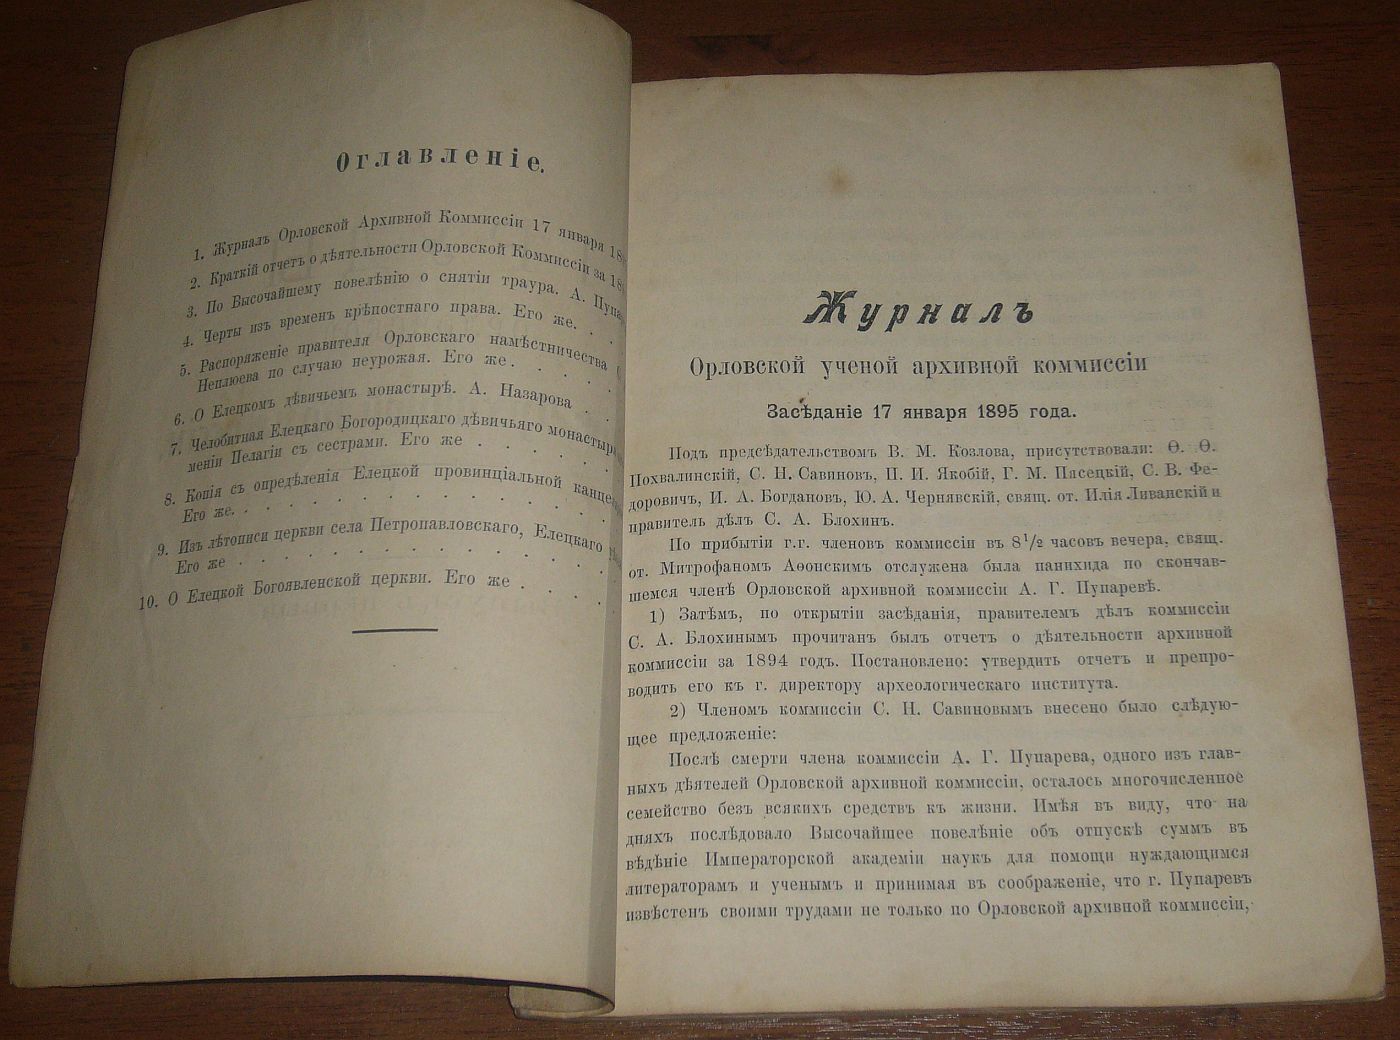 Оглавленіе.
1. Журналъ Орловской Архивной Коммиссіи 17 января 18
2. Краткій отчетъ о дѣятельности Орловской Коммиссіи за 18
3. По Высочайшему повелѣнію о снятіи траура. А. Пупар
4. Черты изъ временъ крѣпостнаго права. Его же. . .
5. Распоряженіе правителя Орловскаго намѣстничества
Неплюева по случаю неурожая. Его же . . . . .
6. О Елецкомъ дѣвичьемъ монастырѣ. А. Назарова . .
7. Челобитная Елецкаго Богородицкаго дѣвичьяго монастыр
меніи Пелагіи съ сестрами. Его же . . . . . .
8. Копія съ опредѣленія Елецкой провинціальной канце
Его же. . . . . . . . . . . . . .
9. Изъ лѣтописи церкви села Петропавловскаго, Елецкаго
Его же . . . . . . . . . . . . . .
10. О Елецкой Богоявленской церкви. Его же . . . . .
Журналъ
Орловской ученой архивной коммиссіи
Засѣданіе 17 января 1895 года.
Подъ предсѣдательствомъ В. М. Козлова, присутствовали: Ѳ. Ѳ.
Похвалинскій, С. Н. Савиновъ, П. И. Якобій, Г. М. Пясецкій, С. В. Фе-
доровичъ, И. А. Богдановъ, Ю. А. Чернявскій, свящ. от. Илія Ливанскій и
правитель дѣлъ С. А. Блохинъ.
По прибытіи г.г. членовъ коммиссіи въ 8½ часовъ вечера, свящ.
от. Митрофаномъ Аѳонскимъ отслужена была панихида по скончав-
шемся членѣ Орловской архивной коммиссіи А. Г. Пупаревѣ.
1) Затѣмъ, по открытіи засѣданія, правителемъ дѣлъ коммиссіи
С. А. Блохинымъ прочитанъ былъ отчетъ о дѣятельности архивной
коммиссіи за 1894 годъ. Постановлено: утвердить отчетъ и препро-
водить его къ г. директору археологическаго института.
2) Членомъ коммиссіи С. Н. Савиновымъ внесено было слѣдую-
щее предложеніе:
Послѣ смерти члена коммиссіи А. Г. Пупарева, одного изъ глав-
ныхъ дѣятелей Орловской архивной коммиссіи, осталось многочисленное
семейство безъ всякихъ средствъ къ жизни. Имѣя въ виду, что на
дняхъ послѣдовало Высочайшее повелѣніе объ отпускѣ суммъ въ
вѣдѣніе Императорской академіи наукъ для помощи нуждающимся
литераторамъ и ученымъ и принимая въ соображеніе, что г. Пупаревъ
извѣстенъ своими трудами не только по Орловской архивной коммиссіи,